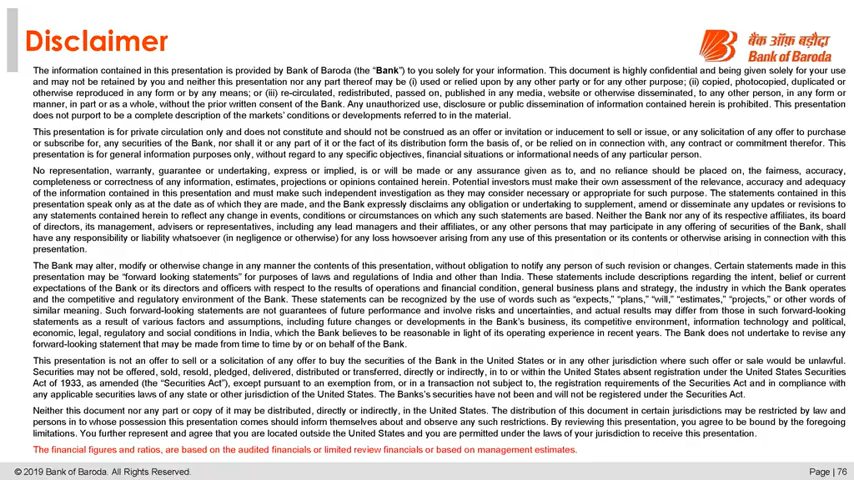 Disclaimer
बैंक ऑफ़ बड़ौदा
Bank of Baroda
The information contained in this presentation is provided by Bank of Baroda (the “Bank”) to you solely for your information. This document is highly confidential and being given solely for your use
and may not be retained by you and neither this presentation nor any part thereof may be (i) used or relied upon by any other party or for any other purpose; (ii) copied, photocopied, duplicated or
otherwise reproduced in any form or by any means; or (iii) re-circulated, redistributed, passed on, published in any media, website or otherwise disseminated, to any other person, in any form or
manner, in part or as a whole, without the prior written consent of the Bank. Any unauthorized use, disclosure or public dissemination of information contained herein is prohibited. This presentation
does not purport to be a complete description of the markets’ conditions or developments referred to in the material.
This presentation is for private circulation only and does not constitute and should not be construed as an offer or invitation or inducement to sell or issue, or any solicitation of any offer to purchase
or subscribe for, any securities of the Bank, nor shall it or any part of it or the fact of its distribution form the basis of, or be relied on in connection with, any contract or commitment therefor. This
presentation is for general information purposes only, without regard to any specific objectives, financial situations or informational needs of any particular person.
No representation, warranty, guarantee or undertaking, express or implied, is or will be made or any assurance given as to, and no reliance should be placed on, the fairness, accuracy,
completeness or correctness of any information, estimates, projections or opinions contained herein. Potential investors must make their own assessment of the relevance, accuracy and adequacy
of the information contained in this presentation and must make such independent investigation as they may consider necessary or appropriate for such purpose. The statements contained in this
presentation speak only as at the date as of which they are made, and the Bank expressly disclaims any obligation or undertaking to supplement, amend or disseminate any updates or revisions to
any statements contained herein to reflect any change in events, conditions or circumstances on which any such statements are based. Neither the Bank nor any of its respective affiliates, its board
of directors, its management, advisers or representatives, including any lead managers and their affiliates, or any other persons that may participate in any offering of securities of the Bank, shall
have any responsibility or liability whatsoever (in negligence or otherwise) for any loss howsoever arising from any use of this presentation or its contents or otherwise arising in connection with this
presentation.
The Bank may alter, modify or otherwise change in any manner the contents of this presentation, without obligation to notify any person of such revision or changes. Certain statements made in this
presentation may be “forward looking statements” for purposes of laws and regulations of India and other than India. These statements include descriptions regarding the intent, belief or current
expectations of the Bank or its directors and officers with respect to the results of operations and financial condition, general business plans and strategy, the industry in which the Bank operates
and the competitive and regulatory environment of the Bank. These statements can be recognized by the use of words such as “expects,” “plans,” “will,” “estimates,” “projects,” or other words of
similar meaning. Such forward-looking statements are not guarantees of future performance and involve risks and uncertainties, and actual results may differ from those in such forward-looking
statements as a result of various factors and assumptions, including future changes or developments in the Bank’s business, its competitive environment, information technology and political,
economic, legal, regulatory and social conditions in India, which the Bank believes to be reasonable in light of its operating experience in recent years. The Bank does not undertake to revise any
forward-looking statement that may be made from time to time by or on behalf of the Bank.
This presentation is not an offer to sell or a solicitation of any offer to buy the securities of the Bank in the United States or in any other jurisdiction where such offer or sale would be unlawful.
Securities may not be offered, sold, resold, pledged, delivered, distributed or transferred, directly or indirectly, in to or within the United States absent registration under the United States Securities
Act of 1933, as amended (the “Securities Act”), except pursuant to an exemption from, or in a transaction not subject to, the registration requirements of the Securities Act and in compliance with
any applicable securities laws of any state or other jurisdiction of the United States. The Banks’s securities have not been and will not be registered under the Securities Act.
Neither this document nor any part or copy of it may be distributed, directly or indirectly, in the United States. The distribution of this document in certain jurisdictions may be restricted by law and
persons in to whose possession this presentation comes should inform themselves about and observe any such restrictions. By reviewing this presentation, you agree to be bound by the foregoing
limitations. You further represent and agree that you are located outside the United States and you are permitted under the laws of your jurisdiction to receive this presentation.
The financial figures and ratios, are based on the audited financials or limited review financials or based on management estimates.
© 2019 Bank of Baroda. All Rights Reserved.
Page | 76